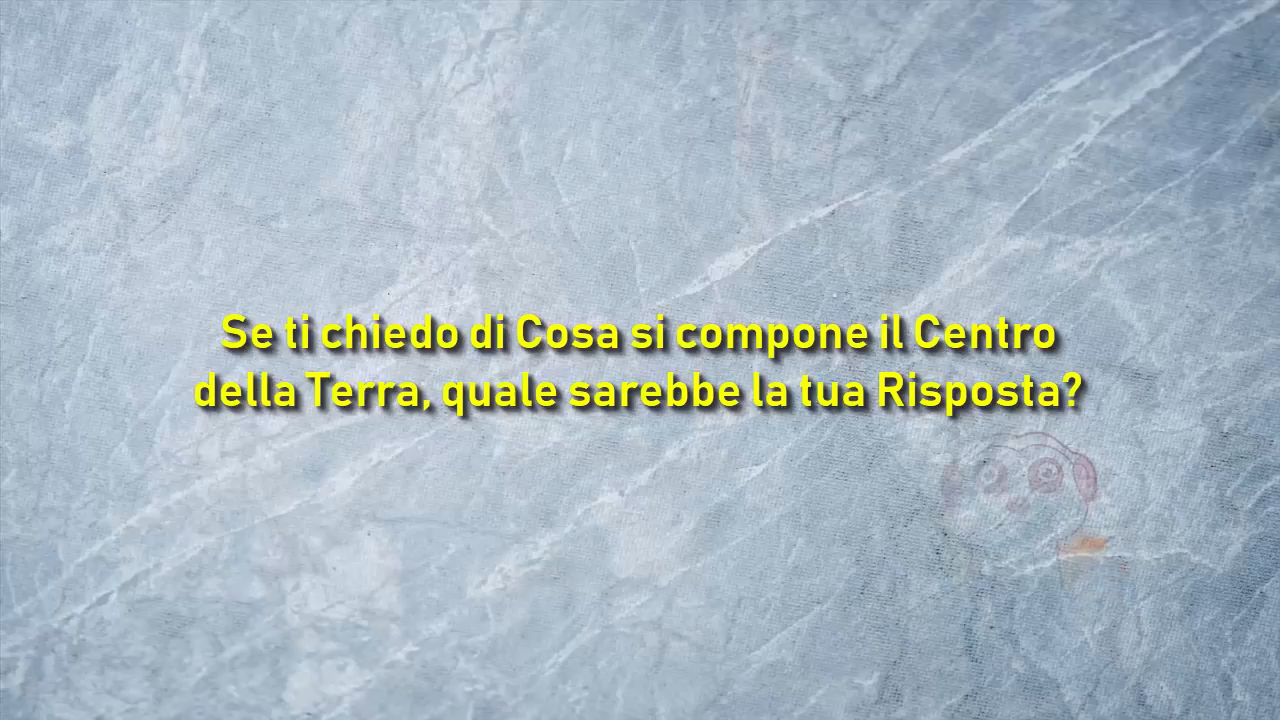 Se ti chiedo di Cosa si compone il Centro
della Terra, quale sarebbe la tua Risposta?